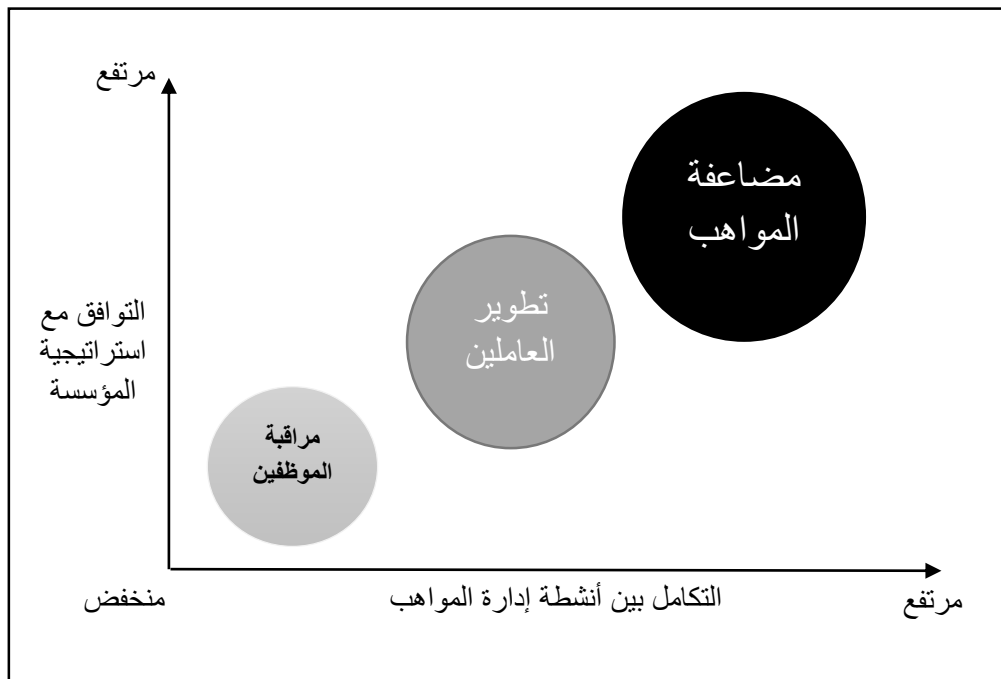 مرتفع
مضاعفة
المواهب
تطوير
العاملين
التوافق مع
استراتيجية
المؤسسة
مراقبة
الموظفين
منخفض
التكامل بين أنشطة إدارة المواهب
مرتفع